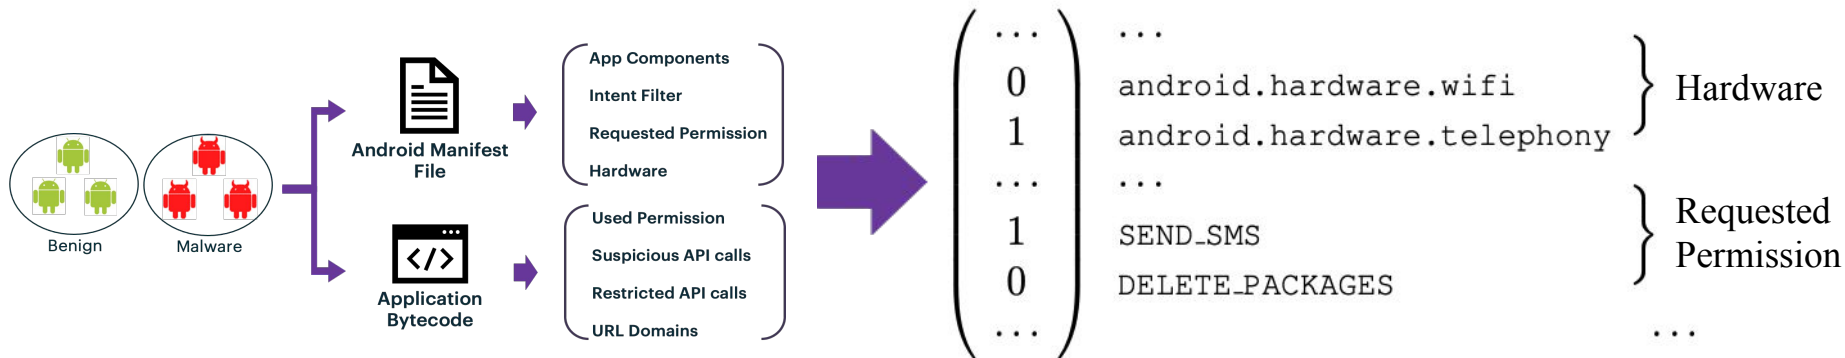 Benign
Malware
Android Manifest
File
Application
Bytecode
</>
App Components
Intent Filter
Requested Permission
Hardware
Used Permission
Suspicious API calls
Restricted API calls
URL Domains
... ...
0 android.hardware.wifi
1 android.hardware.telephony
... ...
1 SEND_SMS
0 DELETE_PACKAGES
... ...
Hardware
Requested
Permission